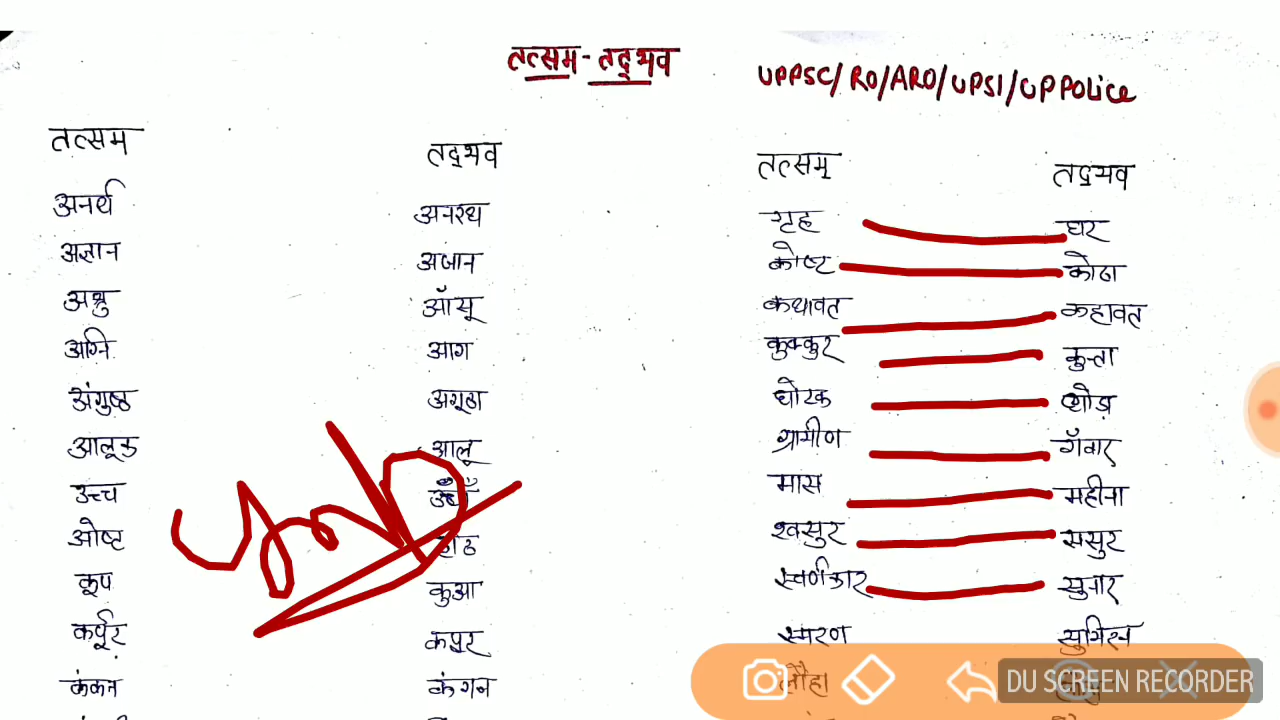 तत्सम - तद्भव
UPPSC/RO/ARO/UPSI/UP POLice
तत्सम तद्भव
अनर्थ अनरथ
अज्ञान अजान
अश्रु आँसू
अग्नि आग
अंगुष्ठ अगूठा
आलूक आलू
उच्च
ओष्ट होठ
कूप कुआ
कर्पूर कपूर
कंकन कंगन
तत्सम् तद्भव
गृह घर
कोष्ट कोठा
कथावत कहावत
कुक्कुर कुत्ता
घोटक घोड़ा
ग्रामीण गँवार
मास महीना
श्वसुर ससुर
स्वर्णकार सुनार
स्मरण सुमिरन
लौहा
DU SCREEN RECORDER